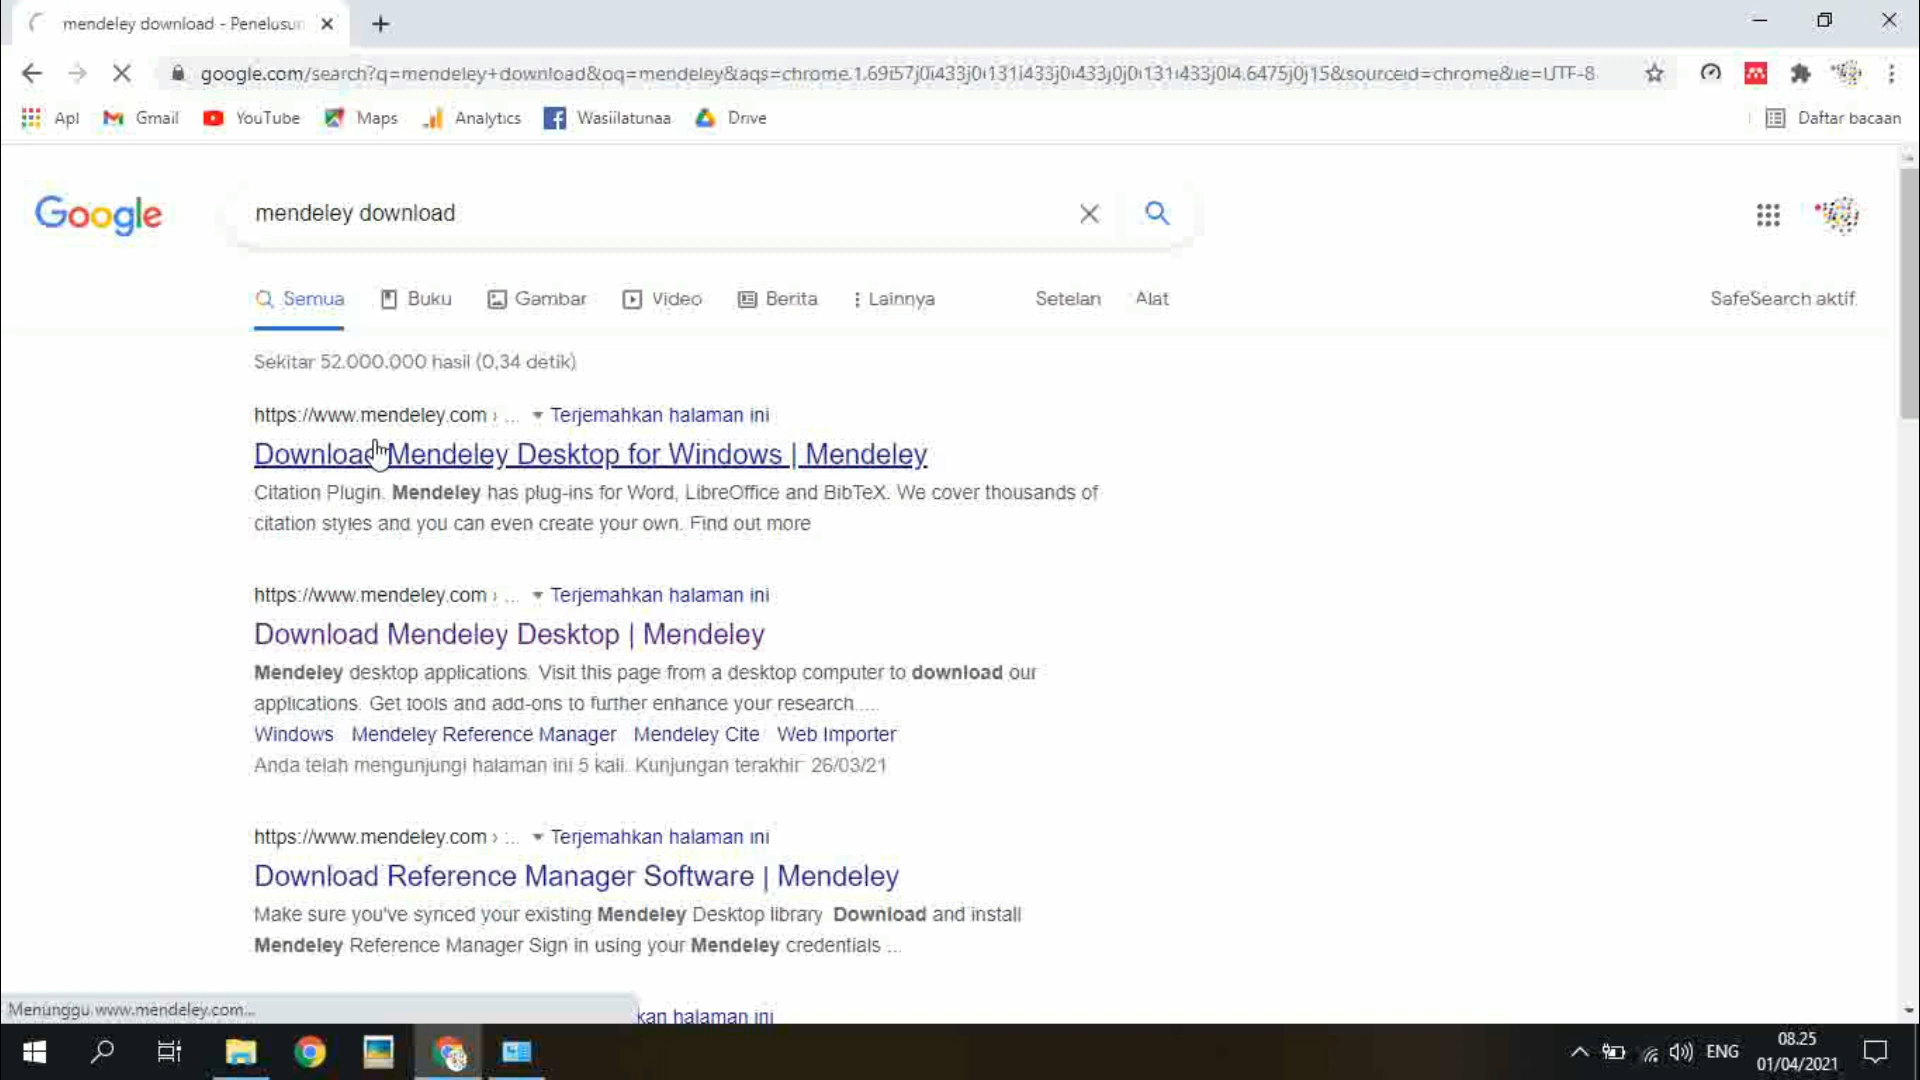 mendeley download - Penelusur
google.com/search?q=mendeley+download&oq=mendeley&aqs=chrome.1.69i57j0i433j0i131i433j0i433j0j0i131i433j0l4.6475j0j15&sourceid=chrome&ie=UTF-8
Apl Gmail YouTube Maps Analytics Wasiilatunaa Drive Daftar bacaan
Google mendeley download
Semua Buku Gambar Video Berita Lainnya Setelan Alat SafeSearch aktif
Sekitar 52.000.000 hasil (0,34 detik)
https://www.mendeley.com › ... Terjemahkan halaman ini
Download Mendeley Desktop for Windows | Mendeley
Citation Plugin. Mendeley has plug-ins for Word, LibreOffice and BibTeX. We cover thousands of
citation styles and you can even create your own. Find out more
https://www.mendeley.com › ... Terjemahkan halaman ini
Download Mendeley Desktop | Mendeley
Mendeley desktop applications. Visit this page from a desktop computer to download our
applications. Get tools and add-ons to further enhance your research. ...
Windows Mendeley Reference Manager Mendeley Cite Web Importer
Anda telah mengunjungi halaman ini 5 kali. Kunjungan terakhir: 26/03/21
https://www.mendeley.com › ... Terjemahkan halaman ini
Download Reference Manager Software | Mendeley
Make sure you've synced your existing Mendeley Desktop library Download and install
Mendeley Reference Manager Sign in using your Mendeley credentials ...
kan halaman ini
Menunggu www.mendeley.com...
ENG
08.25
01/04/2021